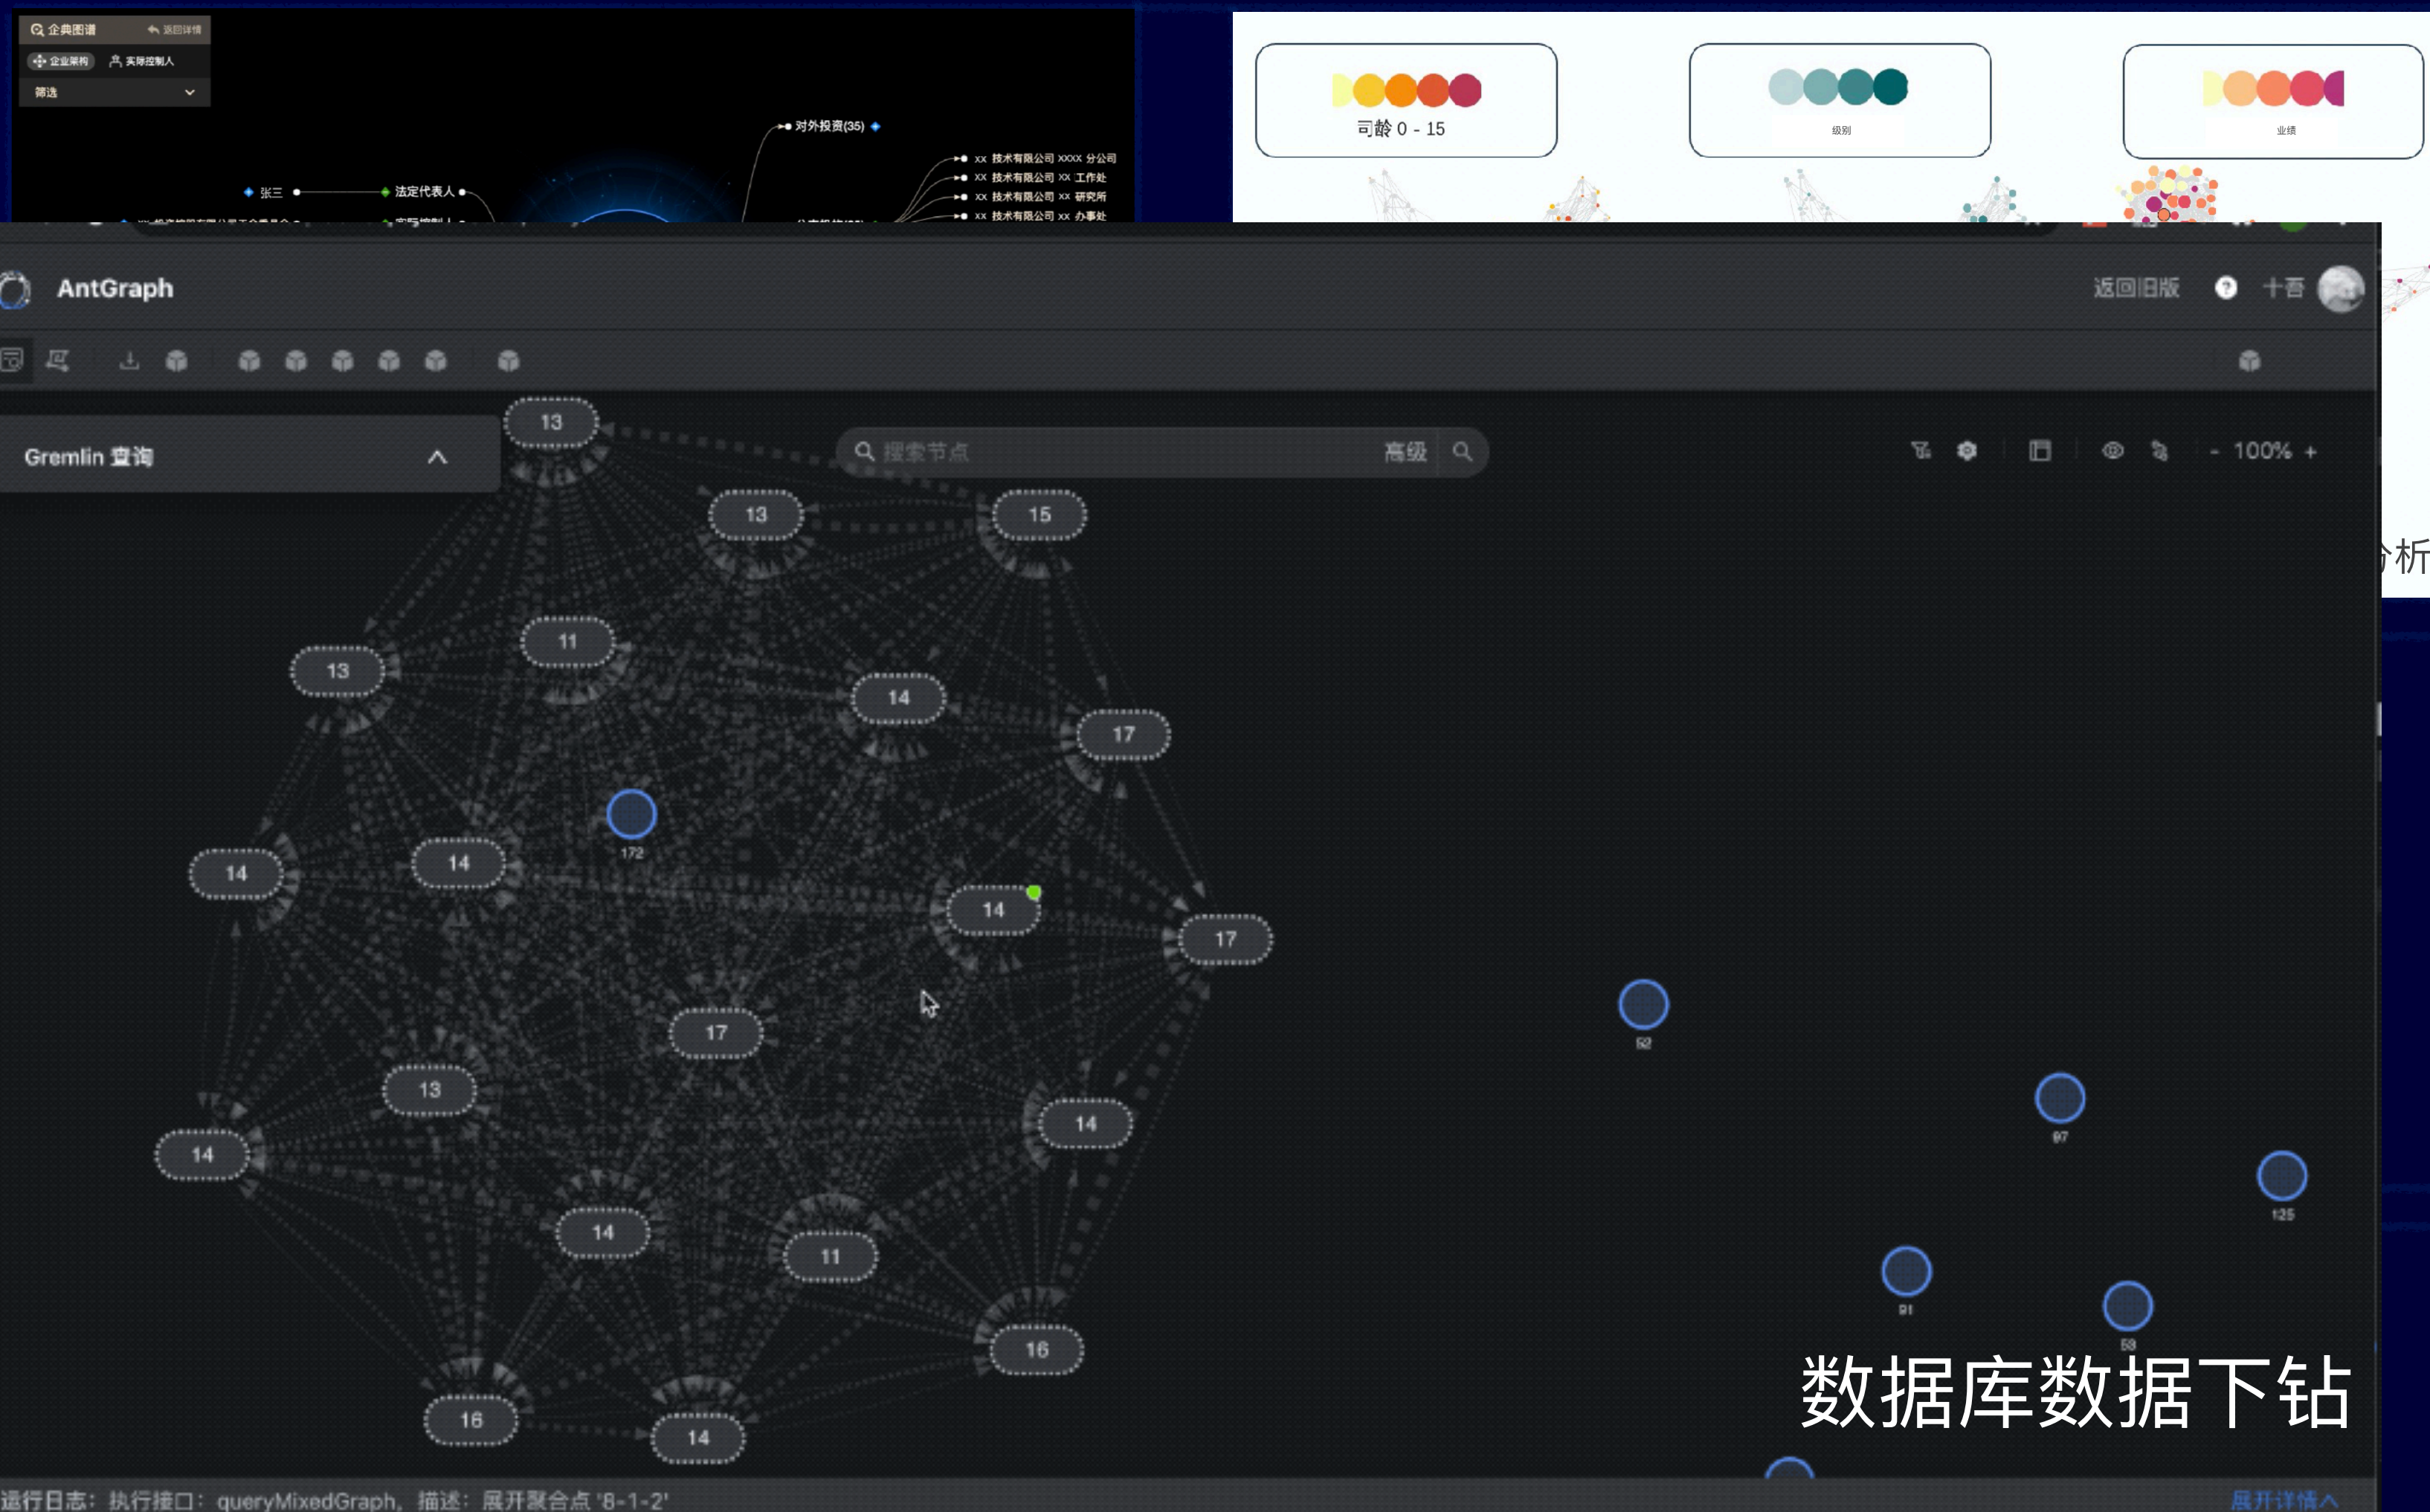 企典图谱
返回详情
企业架构
实际控制人
筛选
对外投资(35)
xx 技术有限公司 xxxx 分公司
xx 技术有限公司 xx 工作处
xx 技术有限公司 xx 研究所
xx 技术有限公司 xx 办事处
张三
法定代表人
司龄 0 - 15
级别
业绩
AntGraph
返回旧版
十吾
Gremlin 查询
搜索节点
高级
- 100% +
13
13
15
11
13
14
17
172
14
14
14
17
17
52
13
97
14
14
125
14
11
91
53
16
16
14
析
数据库数据下钻
运行日志：执行接口：queryMixedGraph，描述：展开聚合点 '8-1-2'
展开详情